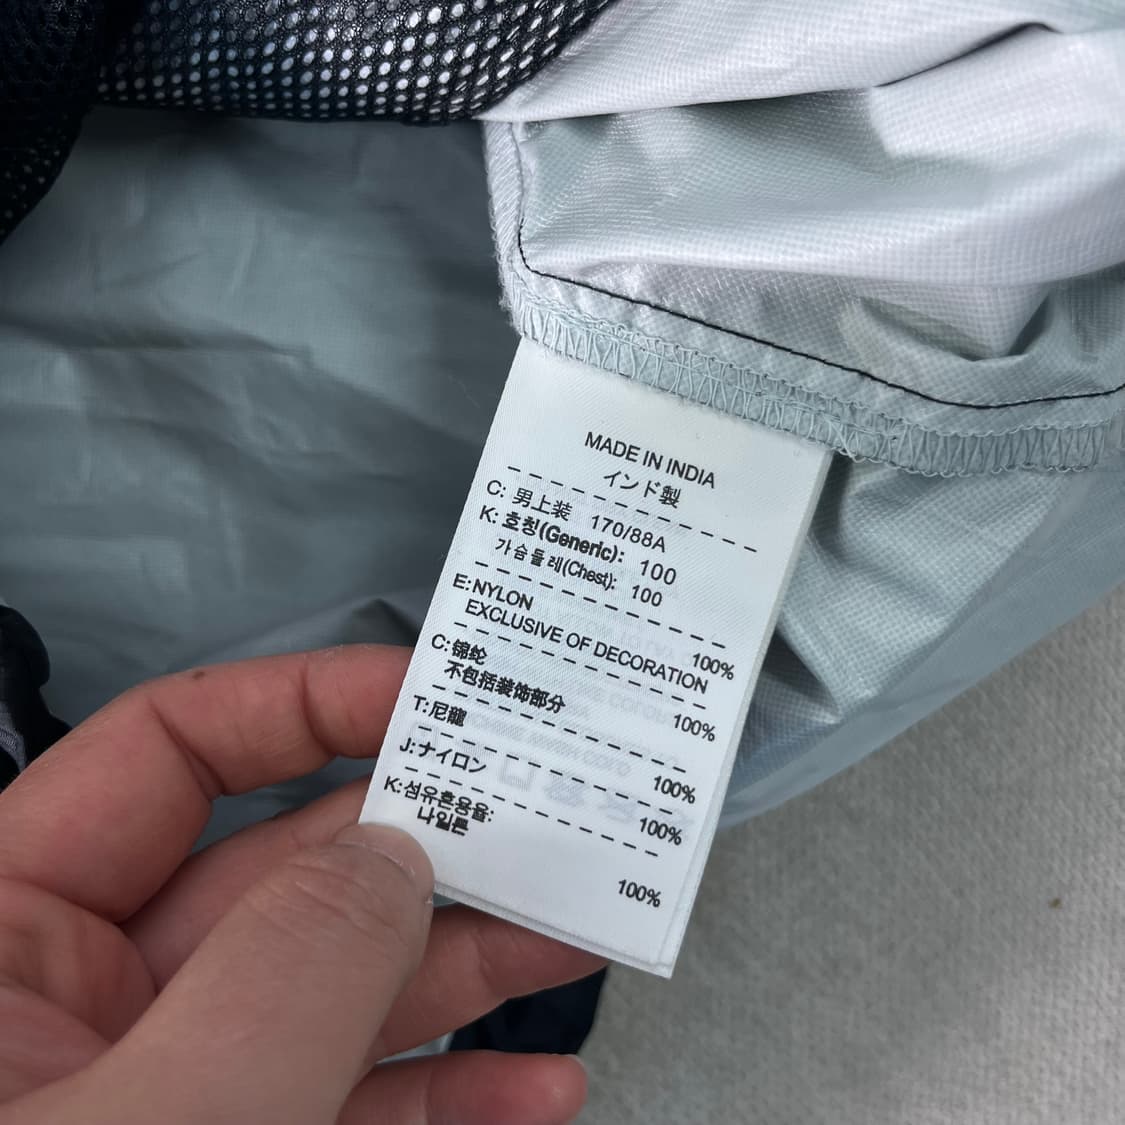 MADE IN INDIA
インド製
C: 男上装 170/88A
K: 호칭(Generic): 100
가슴둘레(Chest): 100
E: NYLON 100%
EXCLUSIVE OF DECORATION
C: 锦纶 100%
不包括装饰部分
T: 尼龍 100%
J: ナイロン 100%
K: 섬유혼용율:
나일론 100%